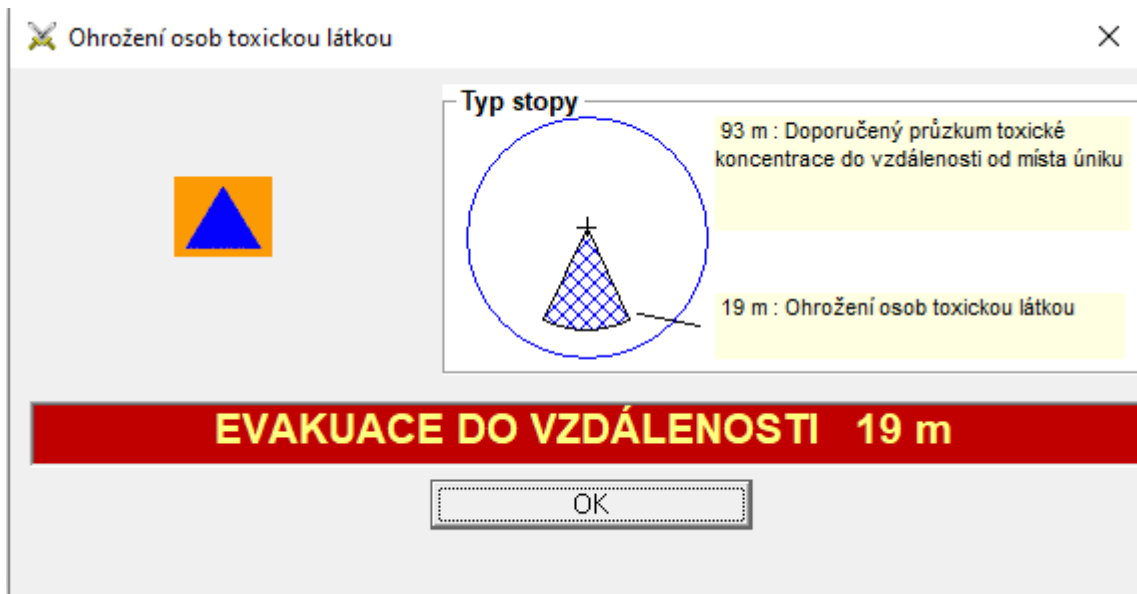 Ohrožení osob toxickou látkou
Typ stopy
93 m : Doporučený průzkum toxické
koncentrace do vzdálenosti od místa úniku
19 m : Ohrožení osob toxickou látkou
EVAKUACE DO VZDÁLENOSTI 19 m
OK